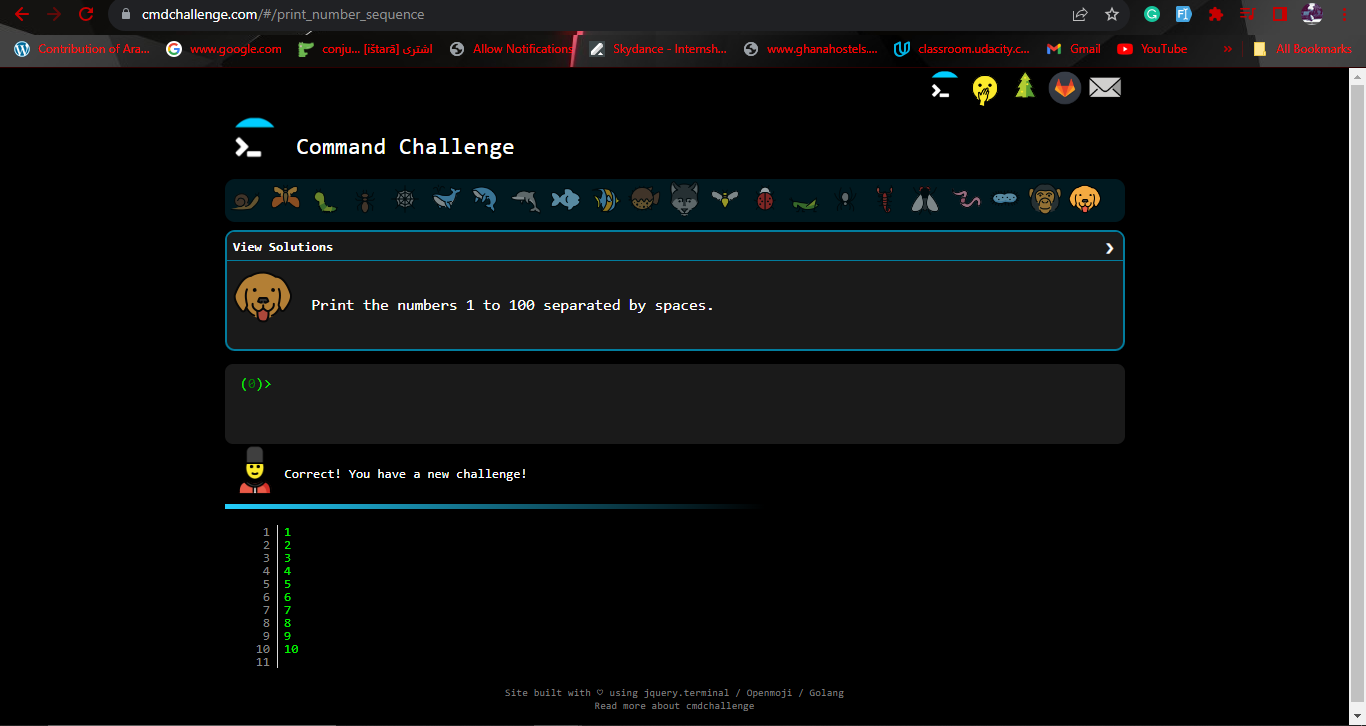 cmdchallenge.com/#/print_number_sequence
Contribution of Ara... www.google.com conju... [ištarā] اشترى Allow Notifications Skydance - Internsh... www.ghanahostels.... classroom.udacity.c... Gmail YouTube » All Bookmarks
Command Challenge
View Solutions
Print the numbers 1 to 100 separated by spaces.
(0)>
Correct! You have a new challenge!
1 1
2 2
3 3
4 4
5 5
6 6
7 7
8 8
9 9
10 10
11
Site built with ♡ using jquery.terminal / Openmoji / Golang
Read more about cmdchallenge